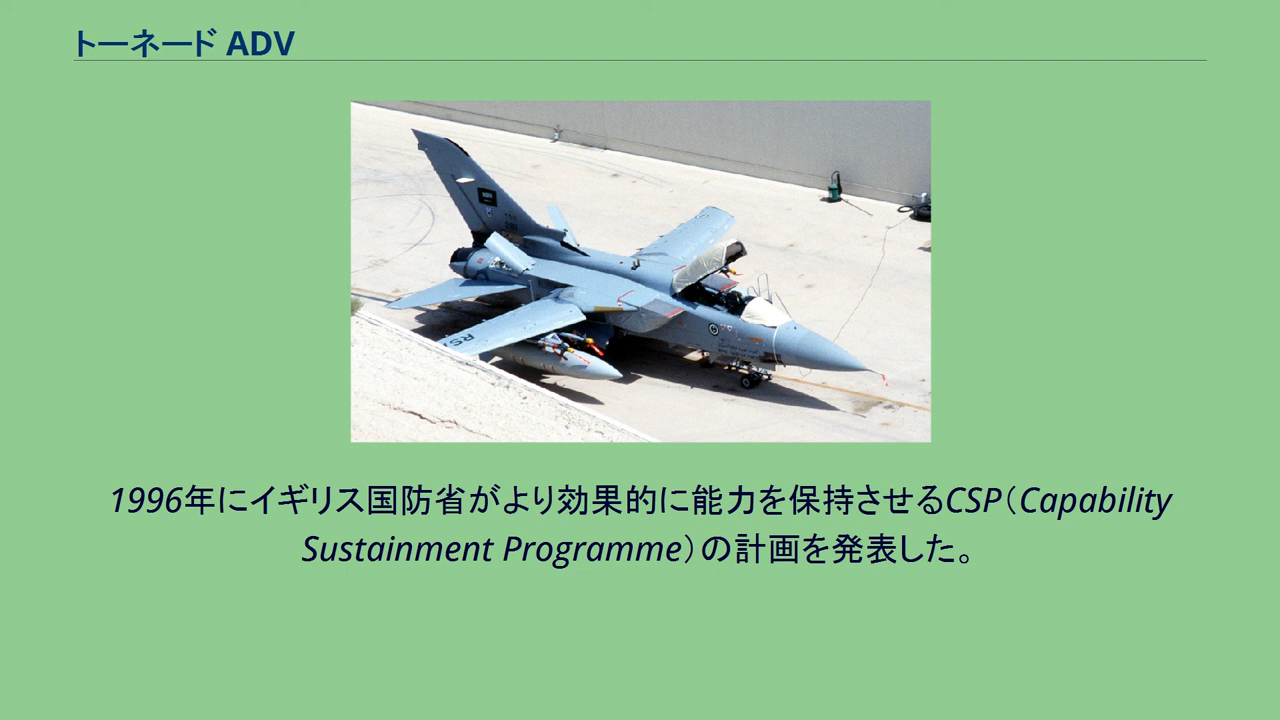 トーネード ADV
1996年にイギリス国防省がより効果的に能力を保持させるCSP（Capability
Sustainment Programme）の計画を発表した。
RS